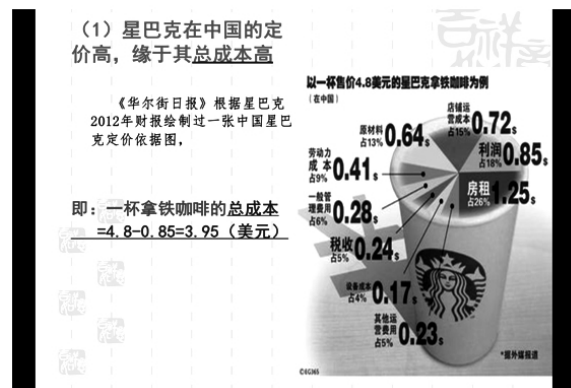 （1）星巴克在中国的定
价高，缘于其总成本高
《华尔街日报》根据星巴克
2012年财报绘制过一张中国星巴
克定价依据图，
即：一杯拿铁咖啡的总成本
=4.8-0.85=3.95（美元）
以一杯售价4.8美元的星巴克拿铁咖啡为例
（在中国）
店铺运
营成本
占15%
0.72$
原材料
占13%
0.64$
利润
占18%
0.85$
劳动力
成本
占9%
0.41$
房租
占26%
1.25$
一般管
理费用
占6%
0.28$
税收
占5%
0.24$
设备成本
占4%
0.17$
其他运
营费用
占5%
0.23$
*据外媒报道